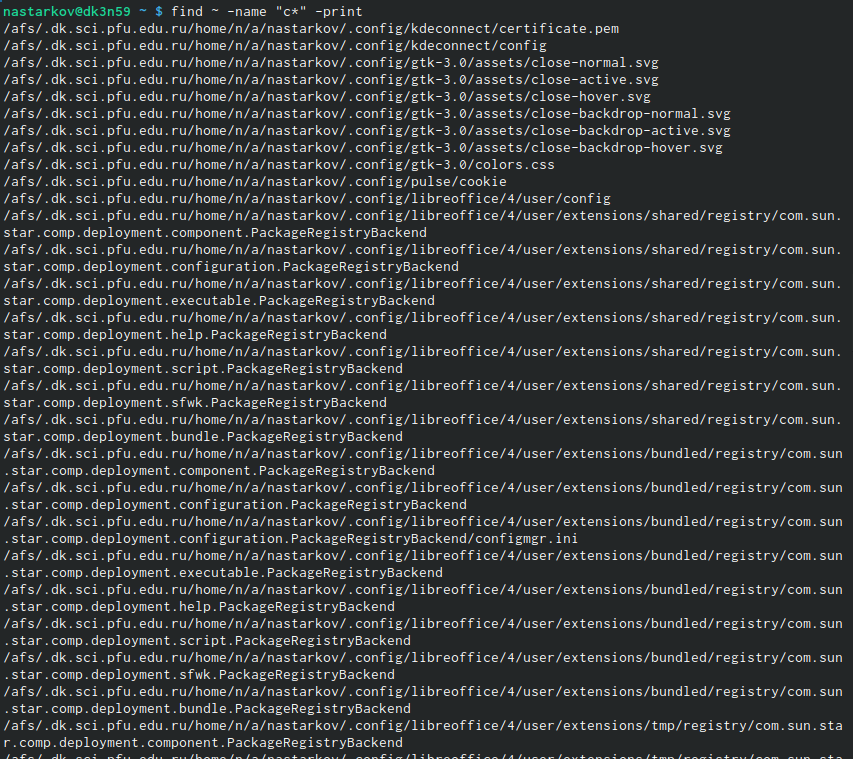 nastarkov@dk3n59 ~ $ find ~ -name "c*" -print
/afs/.dk.sci.pfu.edu.ru/home/n/a/nastarkov/.config/kdeconnect/certificate.pem
/afs/.dk.sci.pfu.edu.ru/home/n/a/nastarkov/.config/kdeconnect/config
/afs/.dk.sci.pfu.edu.ru/home/n/a/nastarkov/.config/gtk-3.0/assets/close-normal.svg
/afs/.dk.sci.pfu.edu.ru/home/n/a/nastarkov/.config/gtk-3.0/assets/close-active.svg
/afs/.dk.sci.pfu.edu.ru/home/n/a/nastarkov/.config/gtk-3.0/assets/close-hover.svg
/afs/.dk.sci.pfu.edu.ru/home/n/a/nastarkov/.config/gtk-3.0/assets/close-backdrop-normal.svg
/afs/.dk.sci.pfu.edu.ru/home/n/a/nastarkov/.config/gtk-3.0/assets/close-backdrop-active.svg
/afs/.dk.sci.pfu.edu.ru/home/n/a/nastarkov/.config/gtk-3.0/assets/close-backdrop-hover.svg
/afs/.dk.sci.pfu.edu.ru/home/n/a/nastarkov/.config/gtk-3.0/colors.css
/afs/.dk.sci.pfu.edu.ru/home/n/a/nastarkov/.config/pulse/cookie
/afs/.dk.sci.pfu.edu.ru/home/n/a/nastarkov/.config/libreoffice/4/user/config
/afs/.dk.sci.pfu.edu.ru/home/n/a/nastarkov/.config/libreoffice/4/user/extensions/shared/registry/com.sun.
star.comp.deployment.component.PackageRegistryBackend
/afs/.dk.sci.pfu.edu.ru/home/n/a/nastarkov/.config/libreoffice/4/user/extensions/shared/registry/com.sun.
star.comp.deployment.configuration.PackageRegistryBackend
/afs/.dk.sci.pfu.edu.ru/home/n/a/nastarkov/.config/libreoffice/4/user/extensions/shared/registry/com.sun.
star.comp.deployment.executable.PackageRegistryBackend
/afs/.dk.sci.pfu.edu.ru/home/n/a/nastarkov/.config/libreoffice/4/user/extensions/shared/registry/com.sun.
star.comp.deployment.help.PackageRegistryBackend
/afs/.dk.sci.pfu.edu.ru/home/n/a/nastarkov/.config/libreoffice/4/user/extensions/shared/registry/com.sun.
star.comp.deployment.script.PackageRegistryBackend
/afs/.dk.sci.pfu.edu.ru/home/n/a/nastarkov/.config/libreoffice/4/user/extensions/shared/registry/com.sun.
star.comp.deployment.sfwk.PackageRegistryBackend
/afs/.dk.sci.pfu.edu.ru/home/n/a/nastarkov/.config/libreoffice/4/user/extensions/shared/registry/com.sun.
star.comp.deployment.bundle.PackageRegistryBackend
/afs/.dk.sci.pfu.edu.ru/home/n/a/nastarkov/.config/libreoffice/4/user/extensions/bundled/registry/com.sun
.star.comp.deployment.component.PackageRegistryBackend
/afs/.dk.sci.pfu.edu.ru/home/n/a/nastarkov/.config/libreoffice/4/user/extensions/bundled/registry/com.sun
.star.comp.deployment.configuration.PackageRegistryBackend
/afs/.dk.sci.pfu.edu.ru/home/n/a/nastarkov/.config/libreoffice/4/user/extensions/bundled/registry/com.sun
.star.comp.deployment.configuration.PackageRegistryBackend/configmgr.ini
/afs/.dk.sci.pfu.edu.ru/home/n/a/nastarkov/.config/libreoffice/4/user/extensions/bundled/registry/com.sun
.star.comp.deployment.executable.PackageRegistryBackend
/afs/.dk.sci.pfu.edu.ru/home/n/a/nastarkov/.config/libreoffice/4/user/extensions/bundled/registry/com.sun
.star.comp.deployment.help.PackageRegistryBackend
/afs/.dk.sci.pfu.edu.ru/home/n/a/nastarkov/.config/libreoffice/4/user/extensions/bundled/registry/com.sun
.star.comp.deployment.script.PackageRegistryBackend
/afs/.dk.sci.pfu.edu.ru/home/n/a/nastarkov/.config/libreoffice/4/user/extensions/bundled/registry/com.sun
.star.comp.deployment.sfwk.PackageRegistryBackend
/afs/.dk.sci.pfu.edu.ru/home/n/a/nastarkov/.config/libreoffice/4/user/extensions/bundled/registry/com.sun
.star.comp.deployment.bundle.PackageRegistryBackend
/afs/.dk.sci.pfu.edu.ru/home/n/a/nastarkov/.config/libreoffice/4/user/extensions/tmp/registry/com.sun.sta
r.comp.deployment.component.PackageRegistryBackend
/afs/.dk.sci.pfu.edu.ru/home/n/a/nastarkov/.config/libreoffice/4/user/extensions/tmp/registry/com.sun.sta